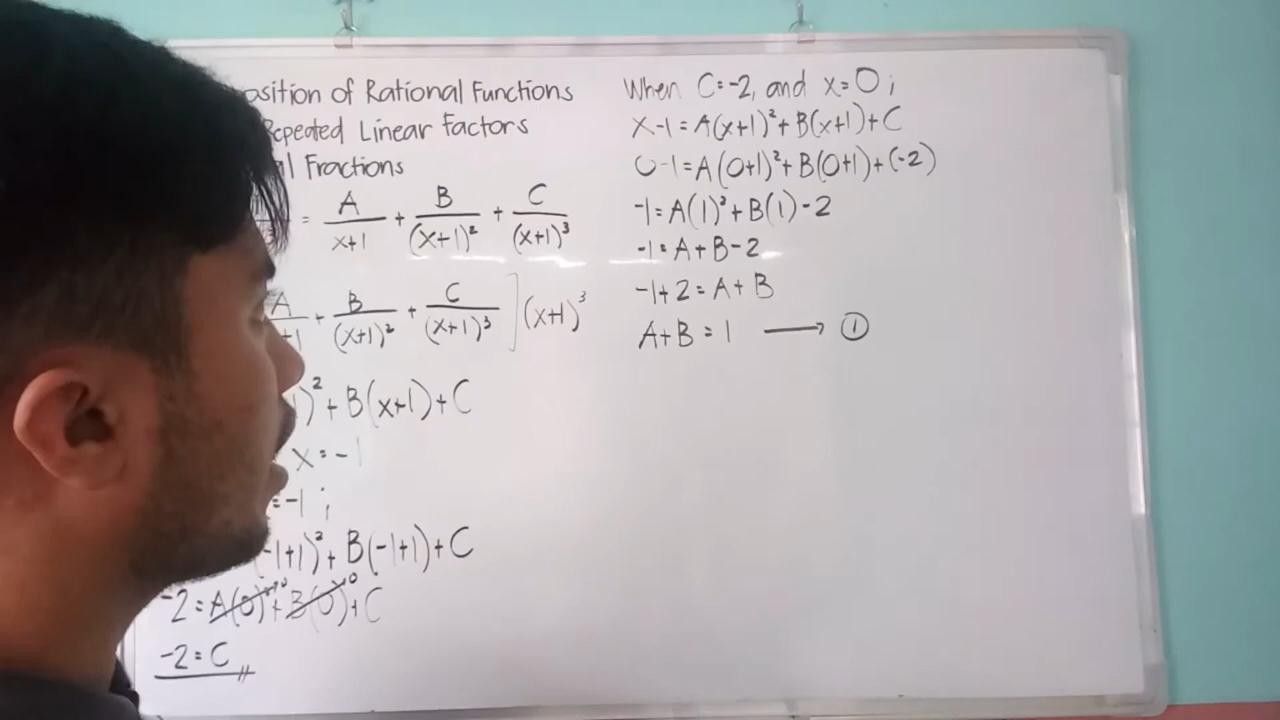 osition of Rational Functions
Repeated Linear Factors
l Fractions
= A/(x+1) + B/(x+1)² + C/(x+1)³
A/+1 + B/(x+1)² + C/(x+1)³ ] (x+1)³
)² + B(x+1) + C
x = -1
= -1 ;
-1+1)² + B(-1+1) + C
-2 = A(0)² + B(0) + C
-2 = C
When C = -2, and x = 0 ;
x-1 = A(x+1)² + B(x+1) + C
0-1 = A(0+1)² + B(0+1) + (-2)
-1 = A(1)² + B(1) - 2
-1 = A + B - 2
-1 + 2 = A + B
A + B = 1 ⟶ ①